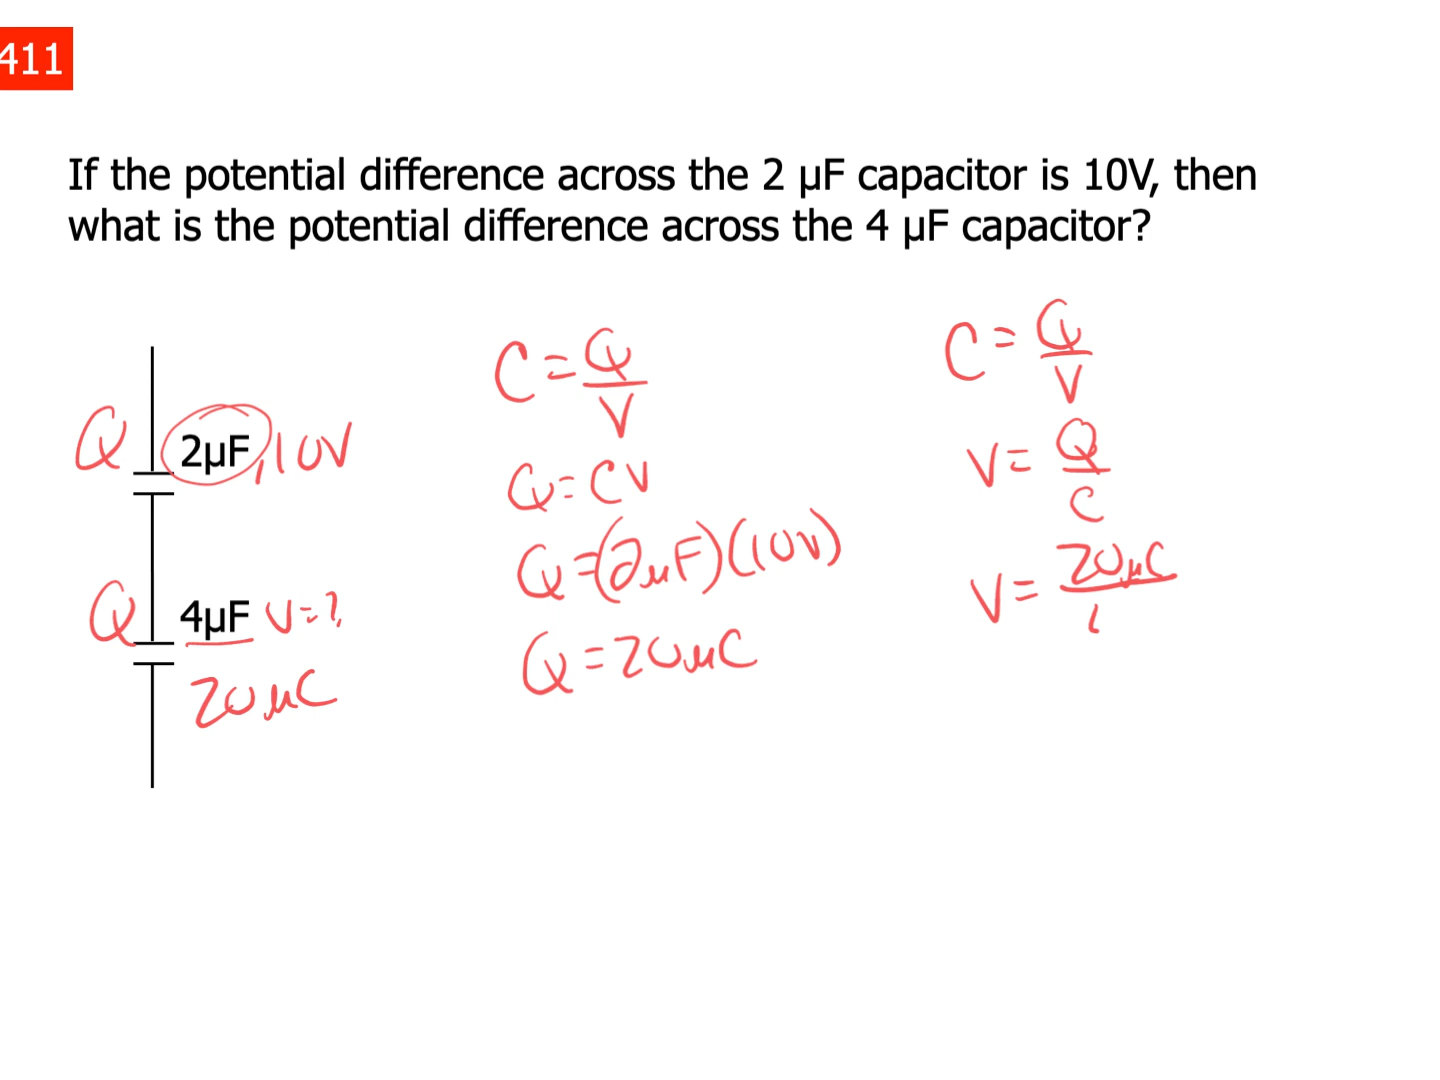 411
If the potential difference across the 2 µF capacitor is 10V, then
what is the potential difference across the 4 µF capacitor?
Q 2µF, 10V
Q 4µF V=?
20µC
C=Q/V
Q=CV
Q=(2µF)(10V)
Q=20µC
C=Q/V
V=Q/C
V=20µC/